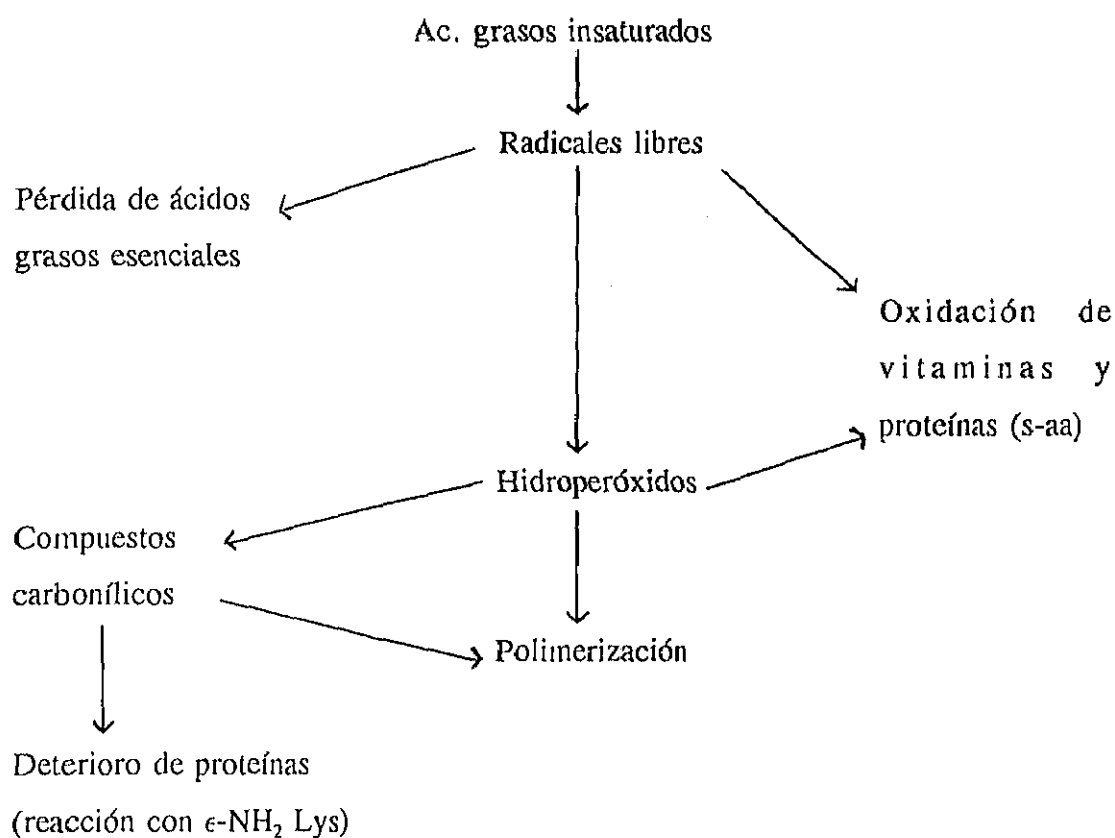 Ac. grasos insaturados
Radicales libres
Pérdida de ácidos
grasos esenciales
Oxidación de
vitaminas y
proteínas (s-aa)
Hidroperóxidos
Compuestos
carbonílicos
Polimerización
Deterioro de proteínas
(reacción con ϵ-NH₂ Lys)